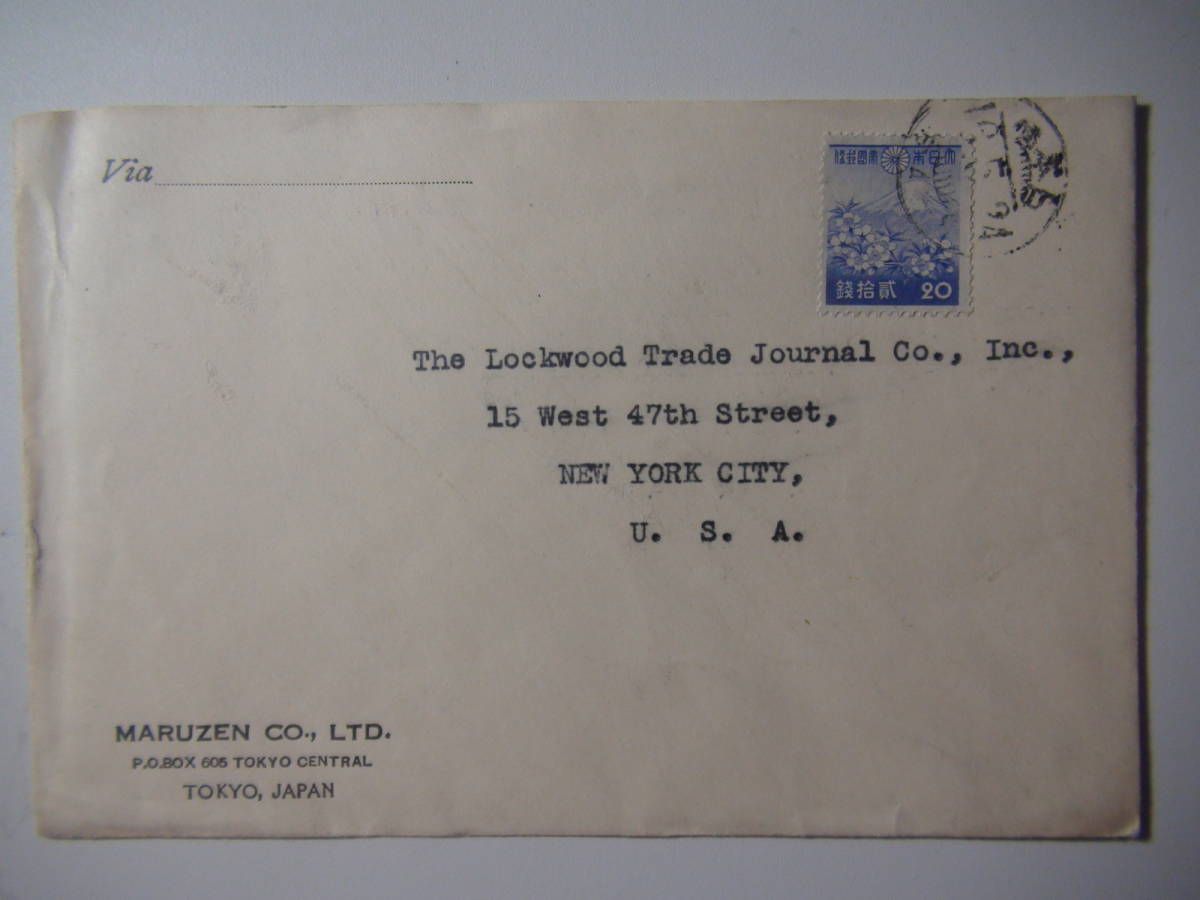 Via
大日本帝國郵便
貳拾錢 20
The Lockwood Trade Journal Co., Inc.,
15 West 47th Street,
NEW YORK CITY,
U. S. A.
MARUZEN CO., LTD.
P.O.BOX 605 TOKYO CENTRAL
TOKYO, JAPAN